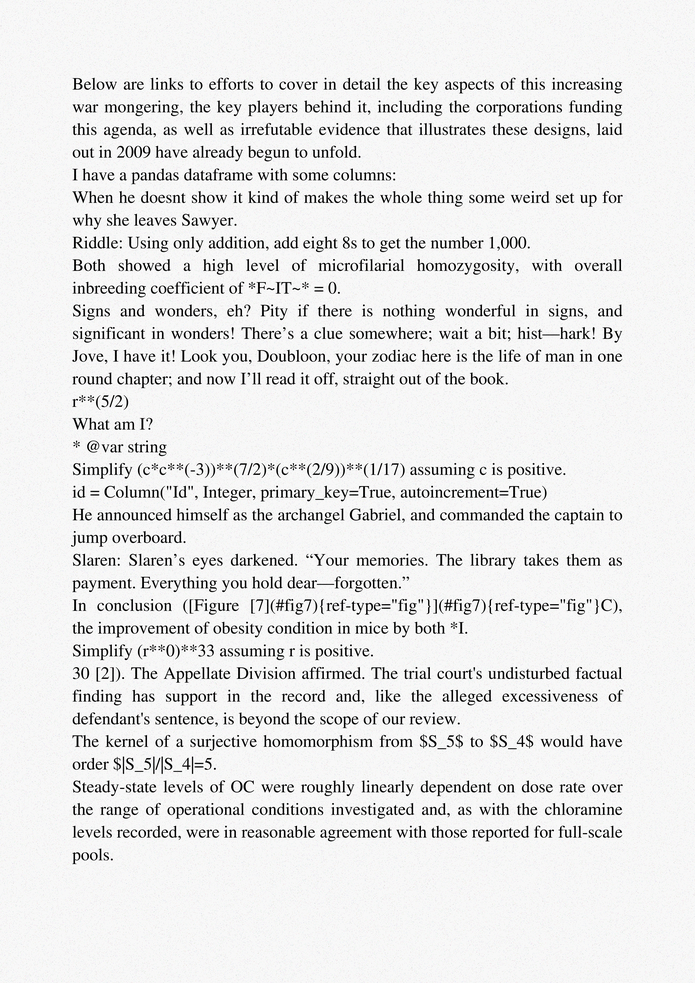 Below are links to efforts to cover in detail the key aspects of this increasing
war mongering, the key players behind it, including the corporations funding
this agenda, as well as irrefutable evidence that illustrates these designs, laid
out in 2009 have already begun to unfold.
I have a pandas dataframe with some columns:
When he doesnt show it kind of makes the whole thing some weird set up for
why she leaves Sawyer.
Riddle: Using only addition, add eight 8s to get the number 1,000.
Both showed a high level of microfilarial homozygosity, with overall
inbreeding coefficient of *F~IT~* = 0.
Signs and wonders, eh? Pity if there is nothing wonderful in signs, and
significant in wonders! There’s a clue somewhere; wait a bit; hist—hark! By
Jove, I have it! Look you, Doubloon, your zodiac here is the life of man in one
round chapter; and now I’ll read it off, straight out of the book.
r**(5/2)
What am I?
* @var string
Simplify (c*c**(-3))**(7/2)*(c**(2/9))**(1/17) assuming c is positive.
id = Column("Id", Integer, primary_key=True, autoincrement=True)
He announced himself as the archangel Gabriel, and commanded the captain to
jump overboard.
Slaren: Slaren’s eyes darkened. “Your memories. The library takes them as
payment. Everything you hold dear—forgotten.”
In conclusion ([Figure [7](#fig7){ref-type="fig"}](#fig7){ref-type="fig"}C),
the improvement of obesity condition in mice by both *I.
Simplify (r**0)**33 assuming r is positive.
30 [2]). The Appellate Division affirmed. The trial court's undisturbed factual
finding has support in the record and, like the alleged excessiveness of
defendant's sentence, is beyond the scope of our review.
The kernel of a surjective homomorphism from $S_5$ to $S_4$ would have
order $|S_5|/|S_4|=5.
Steady-state levels of OC were roughly linearly dependent on dose rate over
the range of operational conditions investigated and, as with the chloramine
levels recorded, were in reasonable agreement with those reported for full-scale
pools.